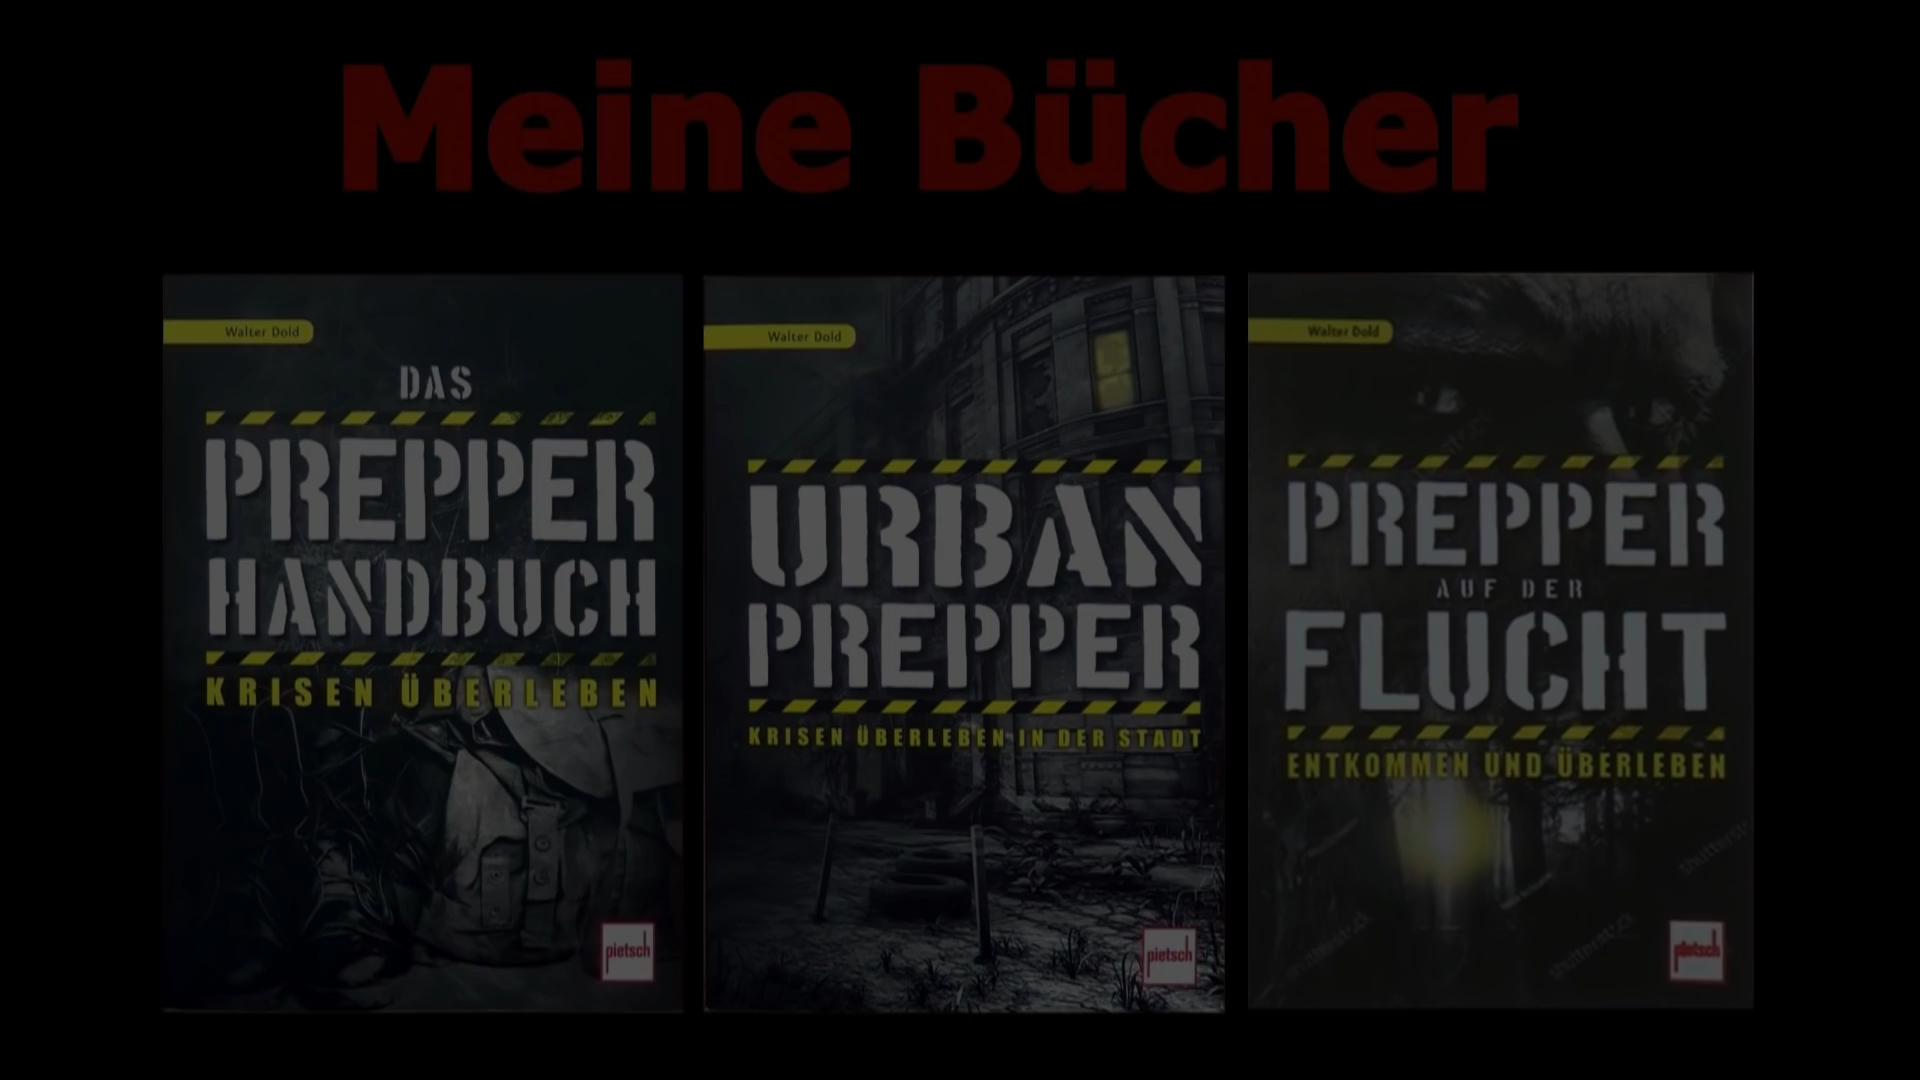 Meine Bücher
Walter Dold
DAS
PREPPER
HANDBUCH
KRISEN ÜBERLEBEN
pietsch
Walter Dold
URBAN
PREPPER
KRISEN ÜBERLEBEN IN DER STADT
pietsch
Walter Dold
PREPPER
AUF DER
FLUCHT
ENTKOMMEN UND ÜBERLEBEN
pietsch